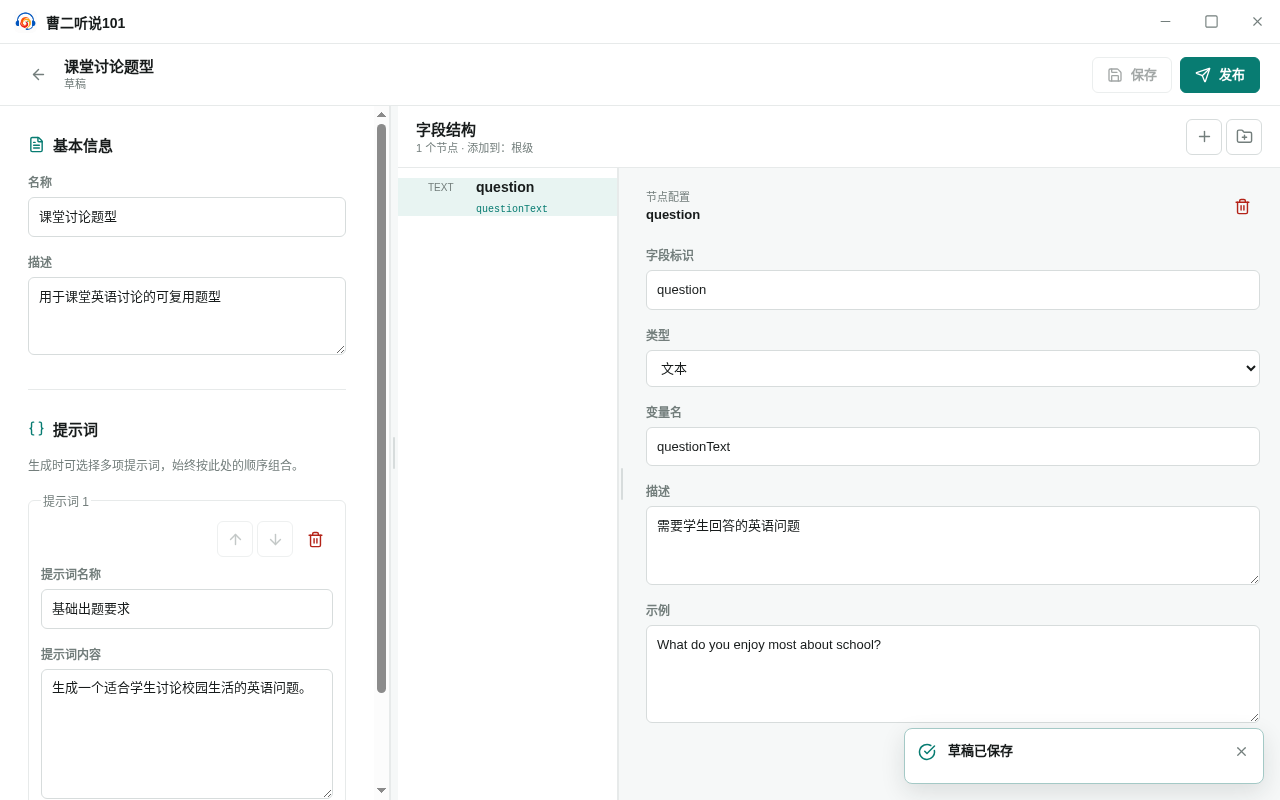 曹二听说101
课堂讨论题型
草稿
保存
发布
基本信息
名称
课堂讨论题型
描述
用于课堂英语讨论的可复用题型
提示词
生成时可选择多项提示词，始终按此处的顺序组合。
提示词 1
提示词名称
基础出题要求
提示词内容
生成一个适合学生讨论校园生活的英语问题。
字段结构
1 个节点 · 添加到：根级
TEXT
question
questionText
节点配置
question
字段标识
question
类型
文本
变量名
questionText
描述
需要学生回答的英语问题
示例
What do you enjoy most about school?
草稿已保存